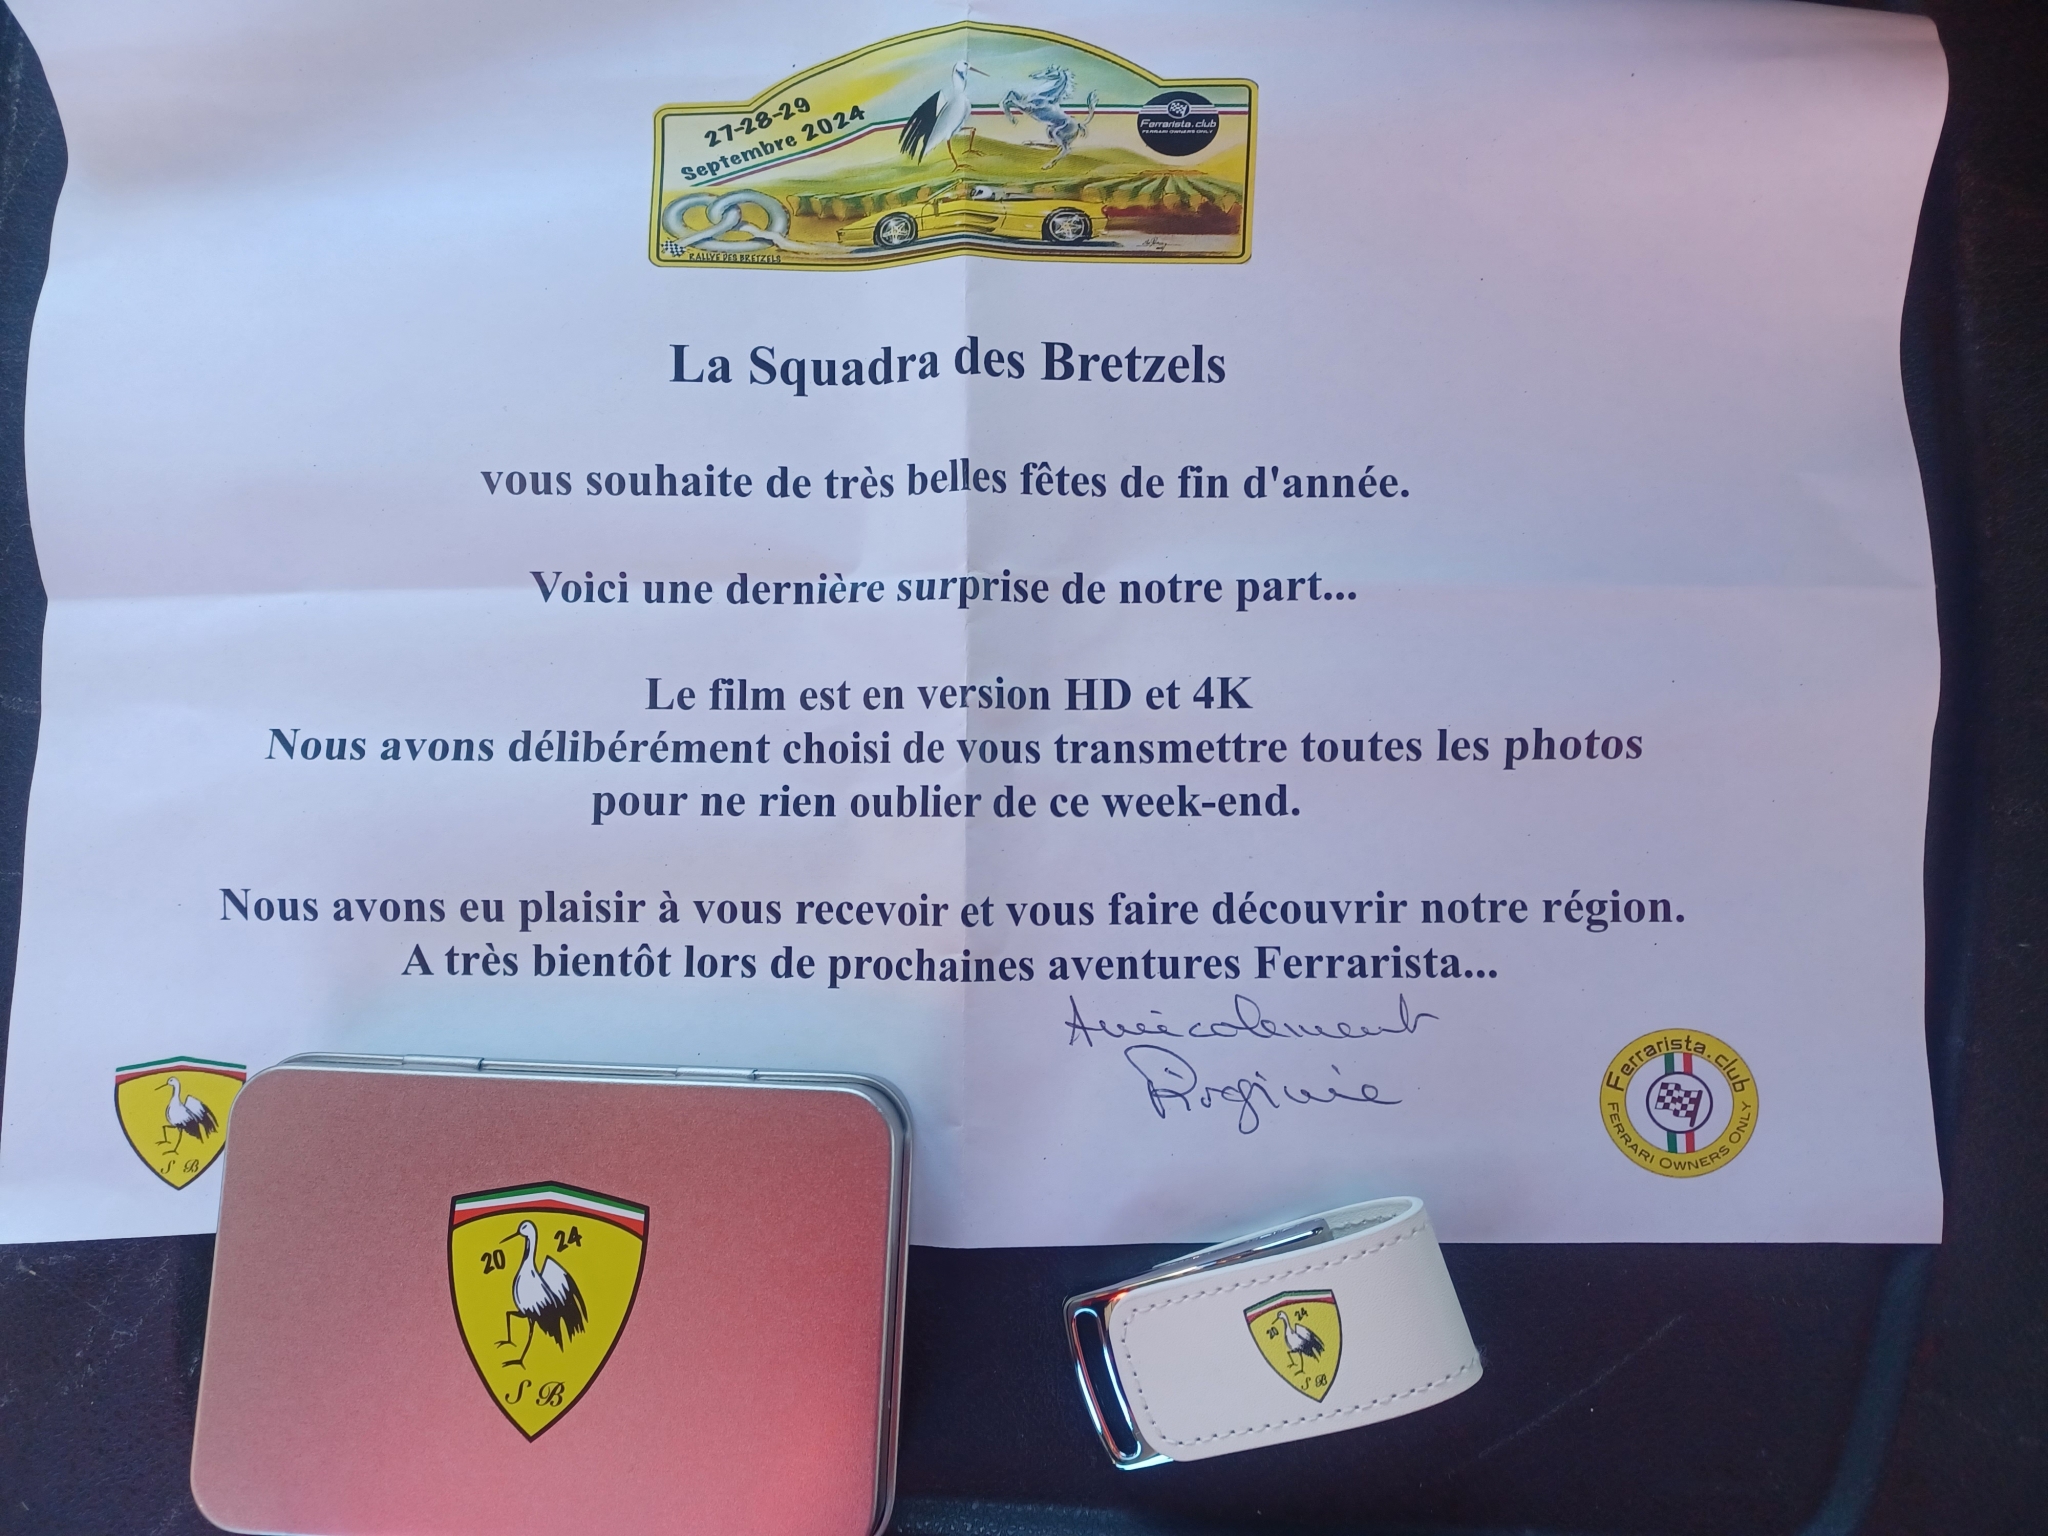 27-28-29
Septembre 2024
Ferrarista.club
FERRARI OWNERS ONLY
RALLYE DES BRETZELS
La Squadra des Bretzels
vous souhaite de très belles fêtes de fin d'année.
Voici une dernière surprise de notre part...
Le film est en version HD et 4K
Nous avons délibérément choisi de vous transmettre toutes les photos
pour ne rien oublier de ce week-end.
Nous avons eu plaisir à vous recevoir et vous faire découvrir notre région.
A très bientôt lors de prochaines aventures Ferrarista...
Amicalement
S B
Ferrarista.club
FERRARI OWNERS ONLY
20 24
S B
20 24
S B